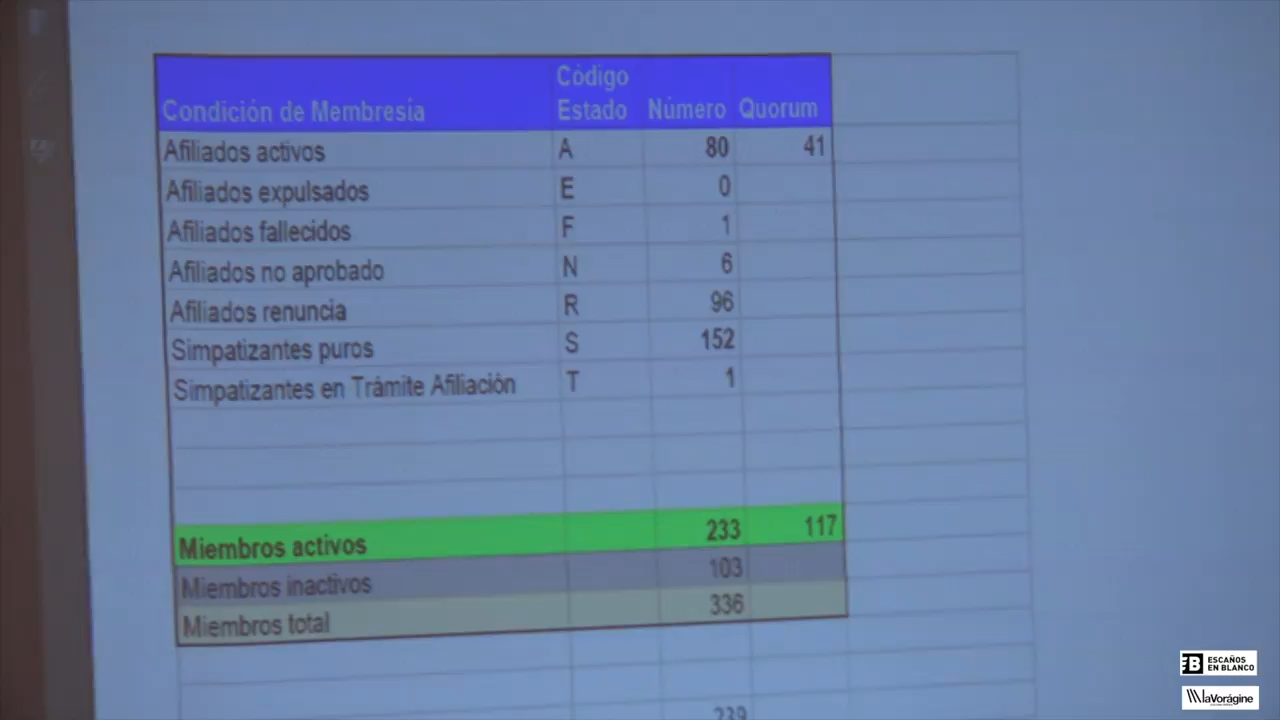 Código
Condición de Membresía Estado Número Quorum
Afiliados activos A 80 41
Afiliados expulsados E 0
Afiliados fallecidos F 1
Afiliados no aprobado N 6
Afiliados renuncia R 96
Simpatizantes puros S 152
Simpatizantes en Trámite Afiliación T 1
Miembros activos 233 117
Miembros inactivos 103
Miembros total 336
EB ESCAÑOS
EN BLANCO
laVorágine